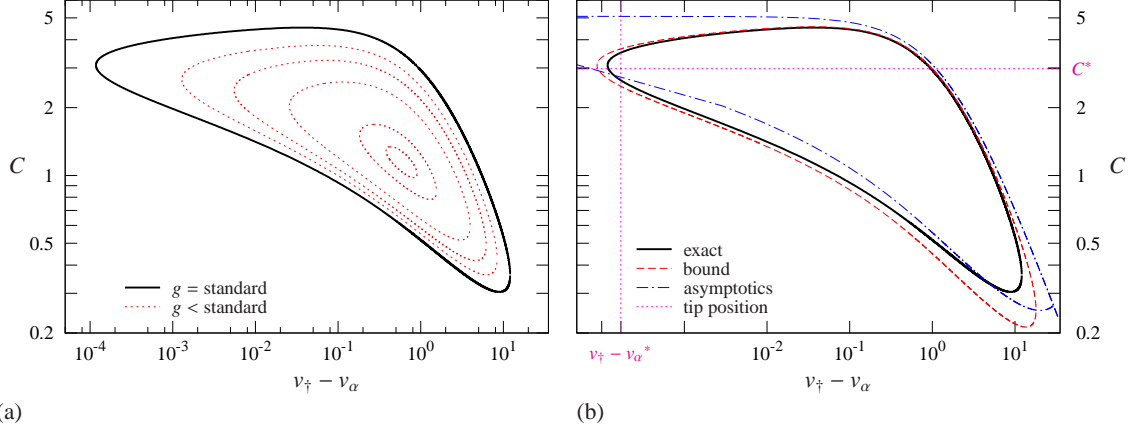 5
2
C
1
0.5
g = standard
g < standard
0.2
10^-4
10^-3
10^-2
10^-1
10^0
10^1
v† − vα
(a)
5
C*
2
1
C
exact
0.5
bound
asymptotics
tip position
0.2
v† − vα*
10^-2
10^-1
10^0
10^1
v† − vα
(b)